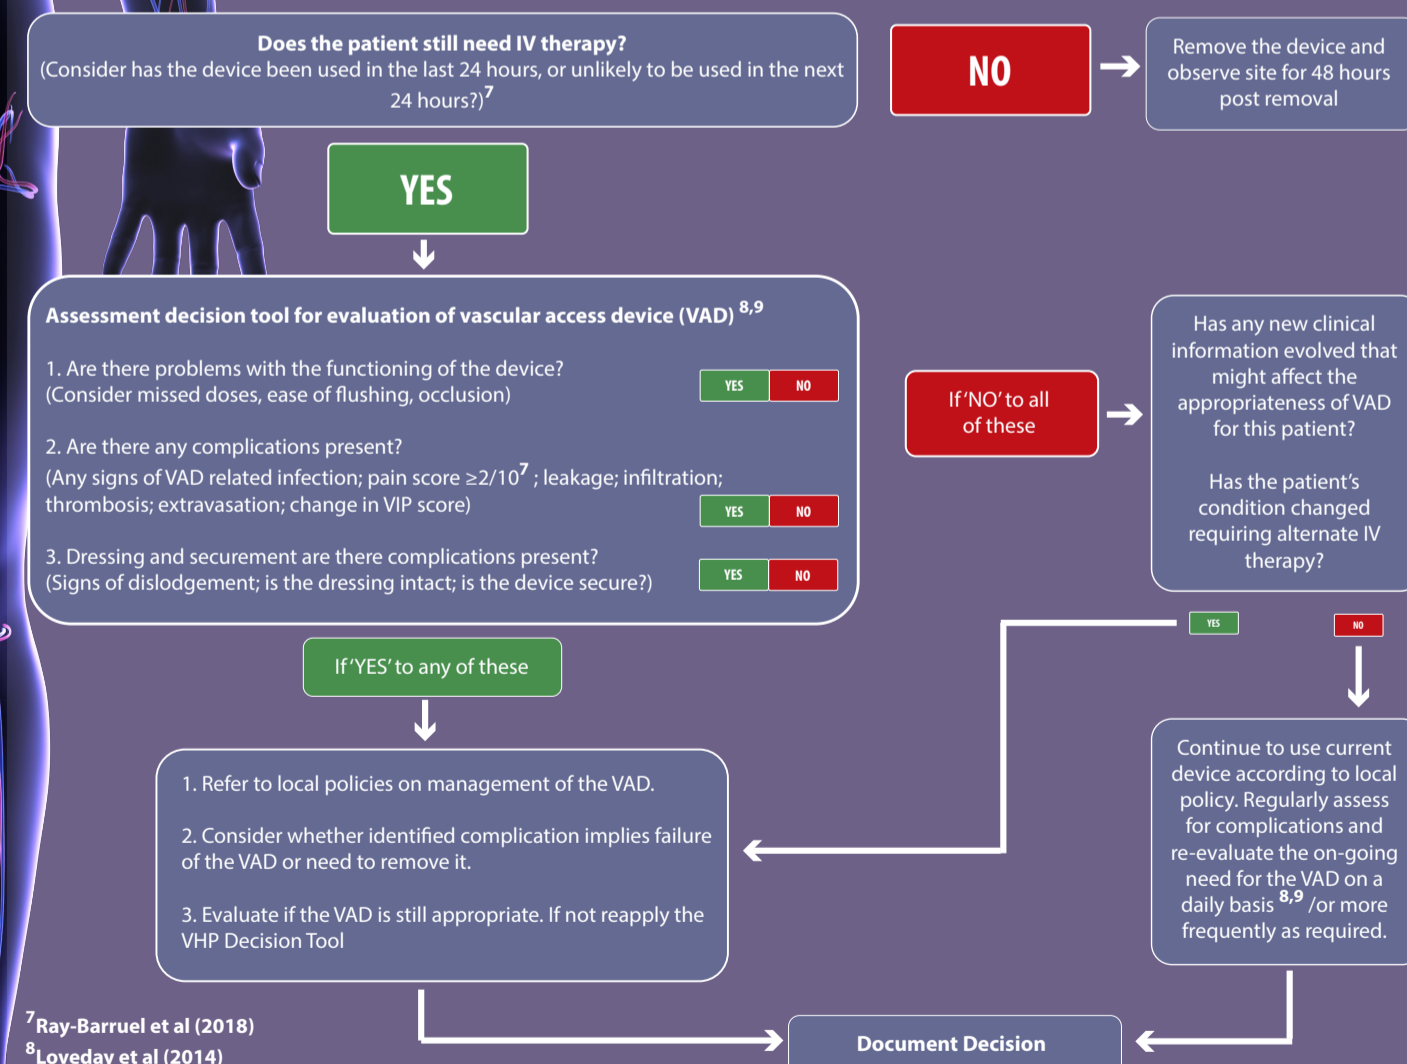 Does the patient still need IV therapy?
(Consider has the device been used in the last 24 hours, or unlikely to be used in the next
24 hours?)7
NO
Remove the device and
observe site for 48 hours
post removal
YES
Assessment decision tool for evaluation of vascular access device (VAD) 8,9
1. Are there problems with the functioning of the device?
(Consider missed doses, ease of flushing, occlusion)
YES NO
2. Are there any complications present?
(Any signs of VAD related infection; pain score ≥2/107 ; leakage; infiltration;
thrombosis; extravasation; change in VIP score)
YES NO
3. Dressing and securement are there complications present?
(Signs of dislodgement; is the dressing intact; is the device secure?)
YES NO
If 'NO' to all
of these
Has any new clinical
information evolved that
might affect the
appropriateness of VAD
for this patient?
Has the patient's
condition changed
requiring alternate IV
therapy?
YES
NO
If 'YES' to any of these
1. Refer to local policies on management of the VAD.
2. Consider whether identified complication implies failure
of the VAD or need to remove it.
3. Evaluate if the VAD is still appropriate. If not reapply the
VHP Decision Tool
Continue to use current
device according to local
policy. Regularly assess
for complications and
re-evaluate the on-going
need for the VAD on a
daily basis 8,9 /or more
frequently as required.
Document Decision
7Ray-Barruel et al (2018)
8Loveday et al (2014)